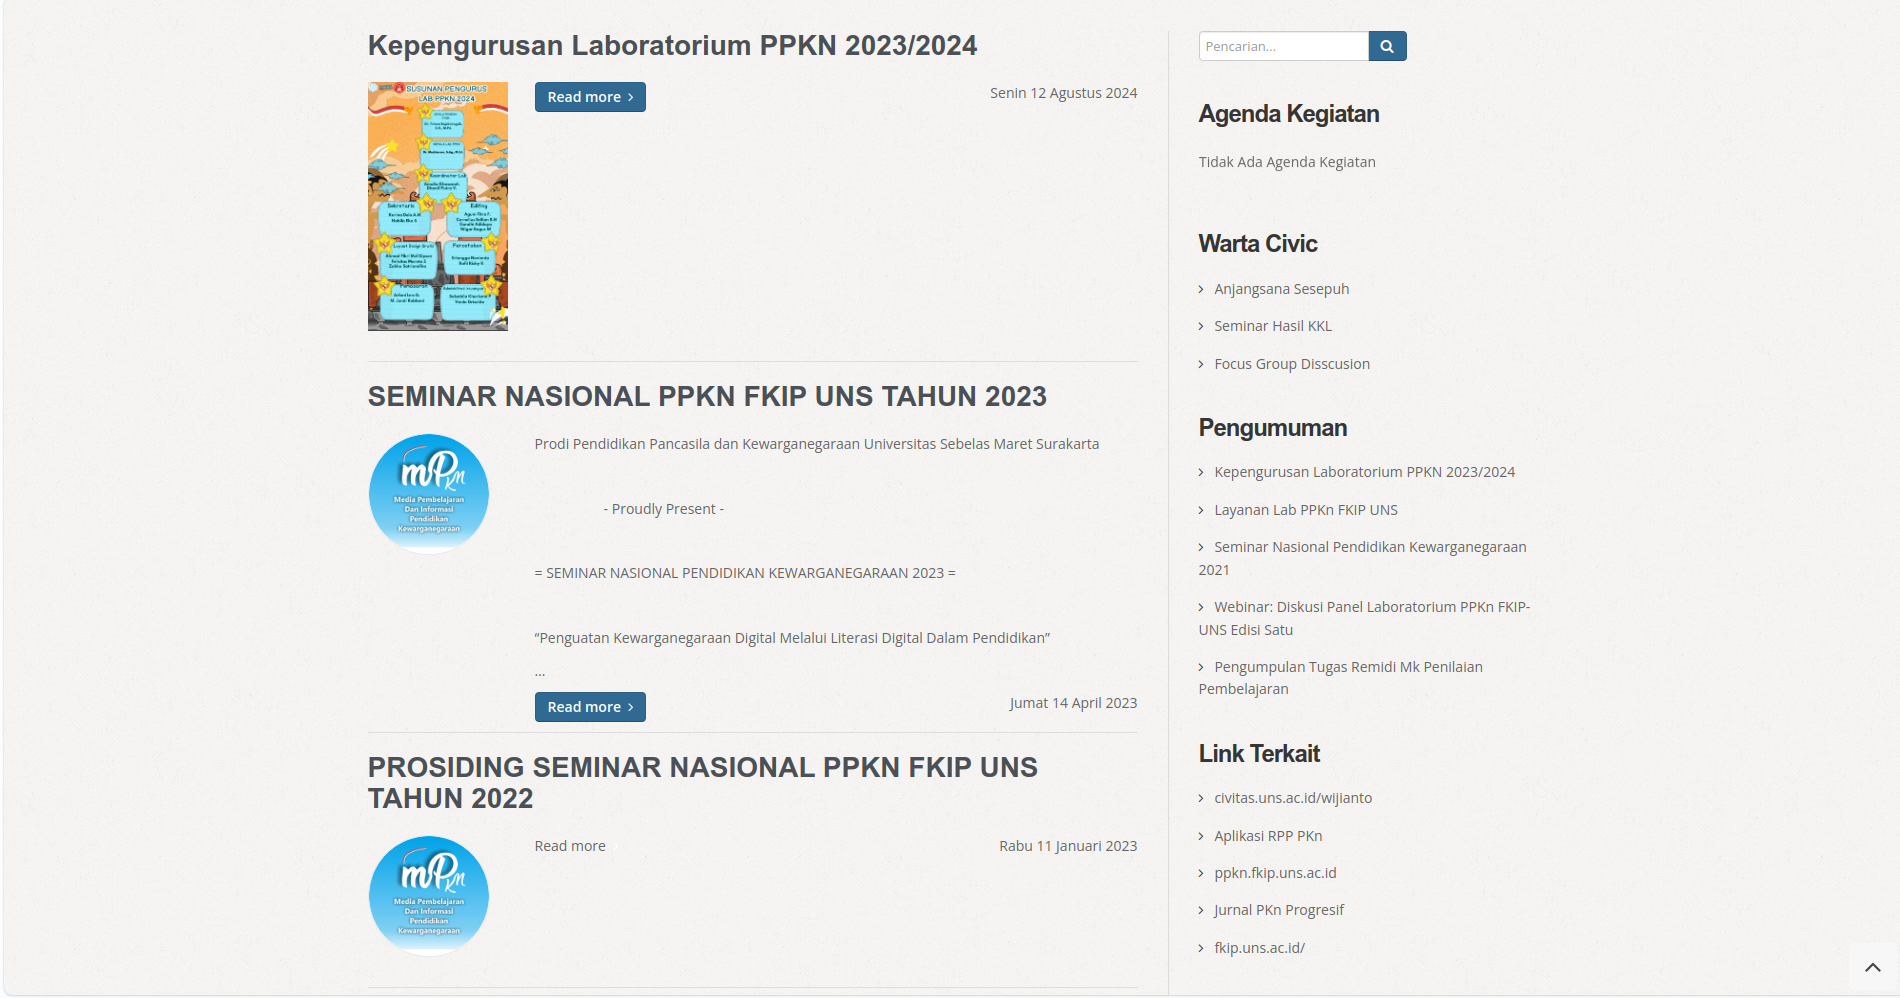 Kepengurusan Laboratorium PPKN 2023/2024
SUSUNAN PENGURUS
LAB PPKN 2024
Koordinator Lab
Sekretaris
Editing
Percetakan
Read more
Senin 12 Agustus 2024
SEMINAR NASIONAL PPKN FKIP UNS TAHUN 2023
mPKn
Media Pembelajaran
Dan Informasi
Pendidikan
Kewarganegaraan
Prodi Pendidikan Pancasila dan Kewarganegaraan Universitas Sebelas Maret Surakarta
- Proudly Present -
= SEMINAR NASIONAL PENDIDIKAN KEWARGANEGARAAN 2023 =
“Penguatan Kewarganegaraan Digital Melalui Literasi Digital Dalam Pendidikan”
...
Read more
Jumat 14 April 2023
PROSIDING SEMINAR NASIONAL PPKN FKIP UNS
TAHUN 2022
mPKn
Media Pembelajaran
Dan Informasi
Pendidikan
Kewarganegaraan
Read more
Rabu 11 Januari 2023
Pencarian...
Agenda Kegiatan
Tidak Ada Agenda Kegiatan
Warta Civic
Anjangsana Sesepuh
Seminar Hasil KKL
Focus Group Disscusion
Pengumuman
Kepengurusan Laboratorium PPKN 2023/2024
Layanan Lab PPKn FKIP UNS
Seminar Nasional Pendidikan Kewarganegaraan
2021
Webinar: Diskusi Panel Laboratorium PPKn FKIP-
UNS Edisi Satu
Pengumpulan Tugas Remidi Mk Penilaian
Pembelajaran
Link Terkait
civitas.uns.ac.id/wijianto
Aplikasi RPP PKn
ppkn.fkip.uns.ac.id
Jurnal PKn Progresif
fkip.uns.ac.id/